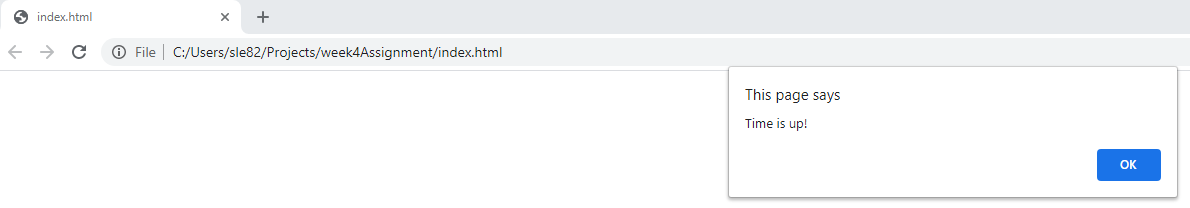 index.html
File C:/Users/sle82/Projects/week4Assignment/index.html
This page says
Time is up!
OK